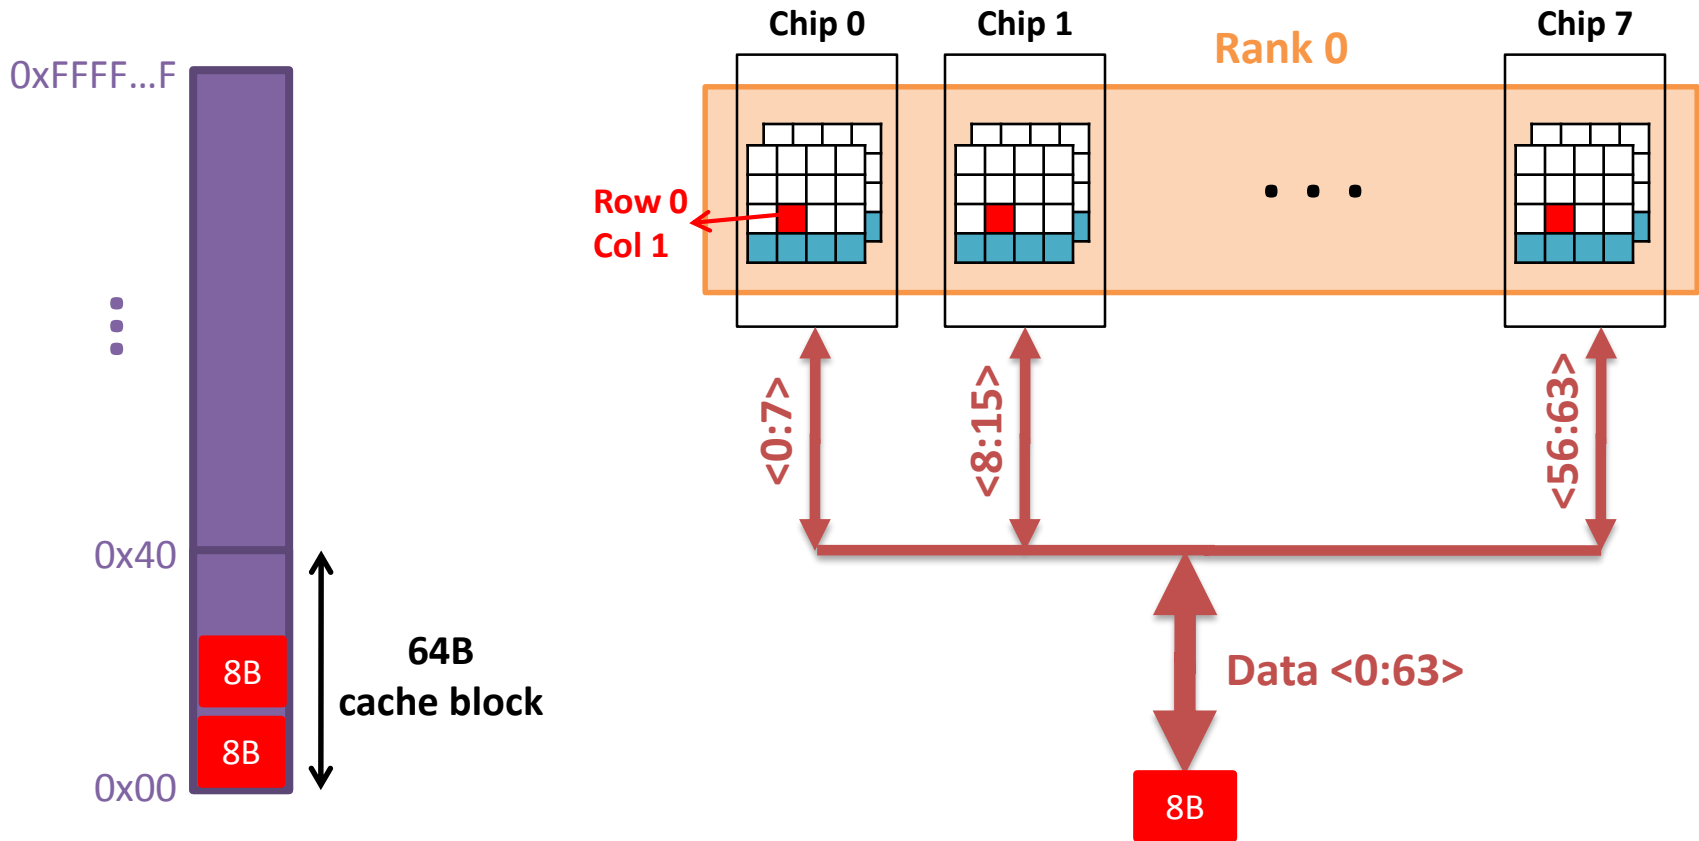 Chip 0
Chip 1
Chip 7
Rank 0
0xFFFF...F
Row 0
Col 1
<0:7>
<8:15>
<56:63>
0x40
64B
cache block
8B
8B
0x00
Data <0:63>
8B